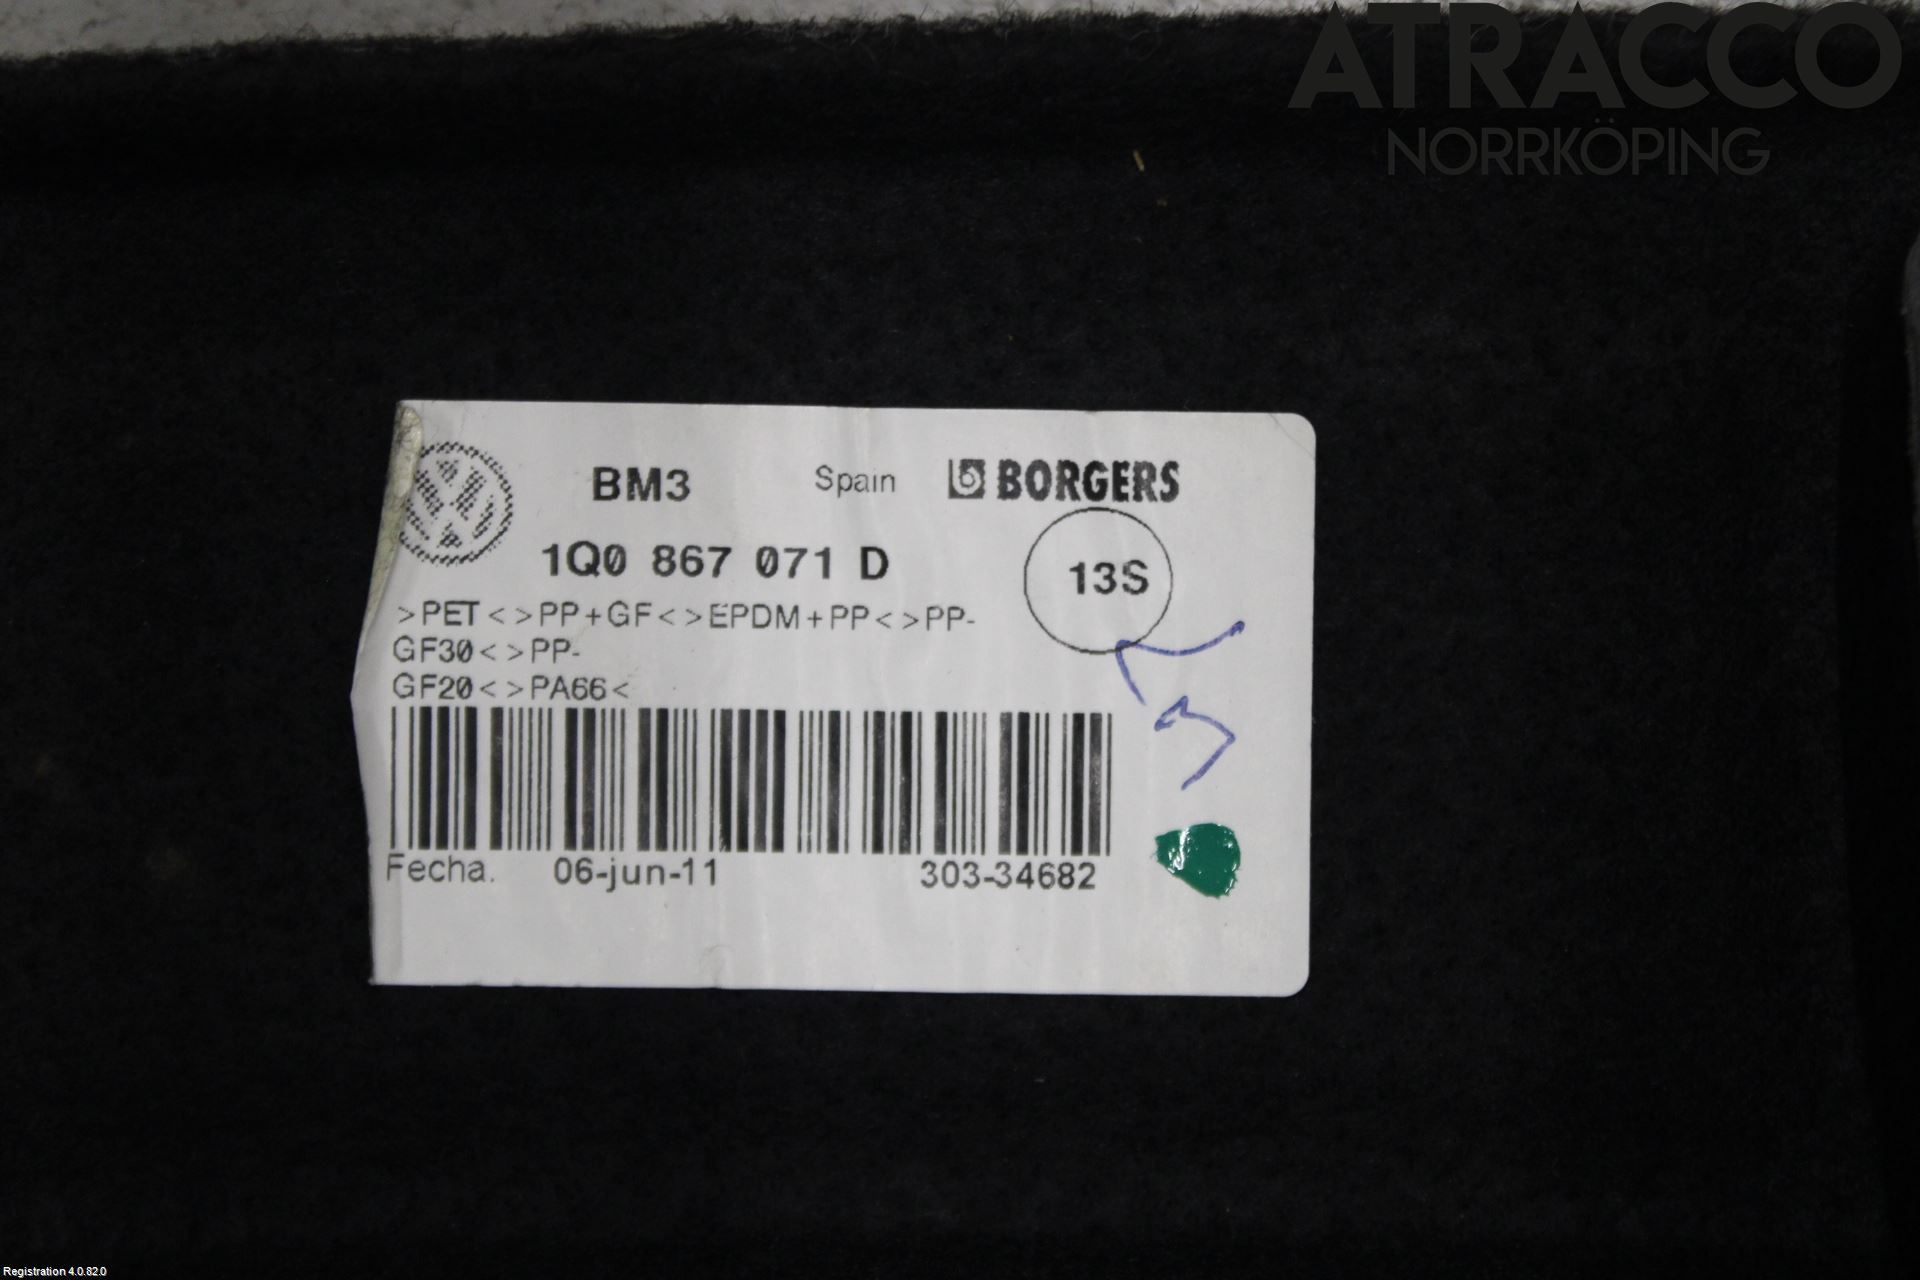 ATRACCO
NORRKÖPING
BM3 Spain BORGERS
1Q0 867 071 D
13S
>PET<>PP+GF<>EPDM+PP<>PP-
GF30<>PP-
GF20<>PA66<
Fecha. 06-jun-11 303-34682
Registration 4.0.82.0